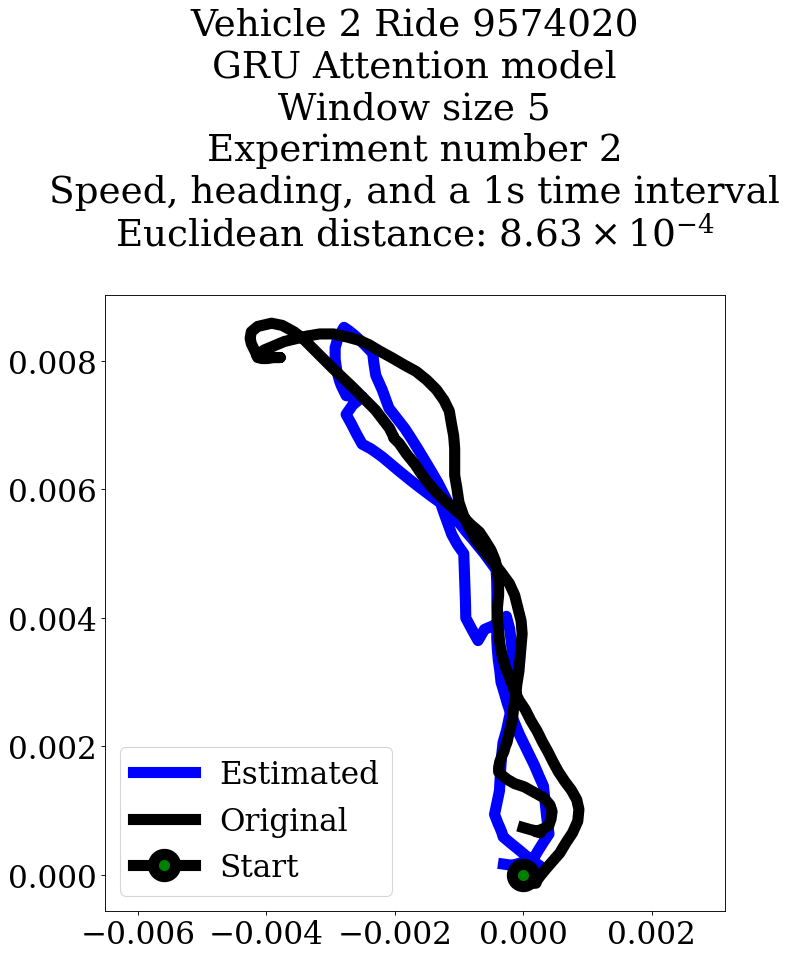 Vehicle 2 Ride 9574020
GRU Attention model
Window size 5
Experiment number 2
Speed, heading, and a 1s time interval
Euclidean distance: 8.63 × 10⁻⁴
0.008
0.006
0.004
0.002
0.000
Estimated
Original
Start
−0.006 −0.004 −0.002 0.000 0.002